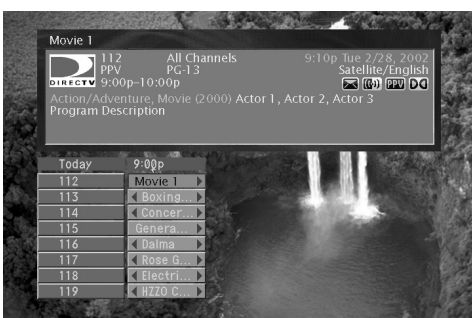 Movie 1
112 All Channels 9:10p Tue 2/28, 2002
DIRECTV PPV PG-13 Satellite/English
9:00p–10:00p PPV
Action/Adventure, Movie (2000) Actor 1, Actor 2, Actor 3
Program Description
Today 9:00p
112 Movie 1
113 Boxing...
114 Concer...
115 Genera...
116 Dalma
117 Rose G...
118 Electri...
119 HZZO C...